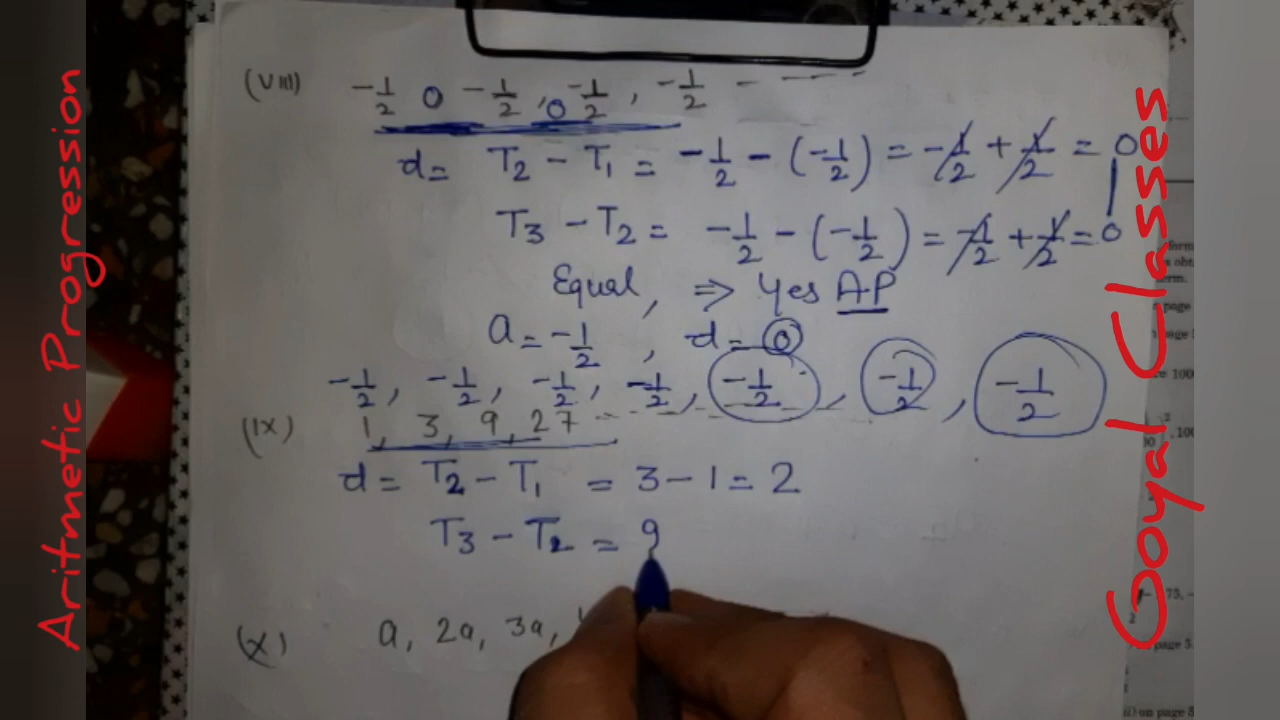 Aritmetic Progression
Goyal Classes
(VIII) -1/2 0 -1/2, 0 -1/2, -1/2 - - - -
d = T2 - T1 = -1/2 - (-1/2) = -1/2 + 1/2 = 0
T3 - T2 = -1/2 - (-1/2) = -1/2 + 1/2 = 0
Equal, ⇒ Yes AP
a = -1/2, d = 0
-1/2, -1/2, -1/2, -1/2, -1/2, -1/2, -1/2
(IX) 1, 3, 9, 27 - - - -
d = T2 - T1 = 3 - 1 = 2
T3 - T2 = 9
(X) a, 2a, 3a,